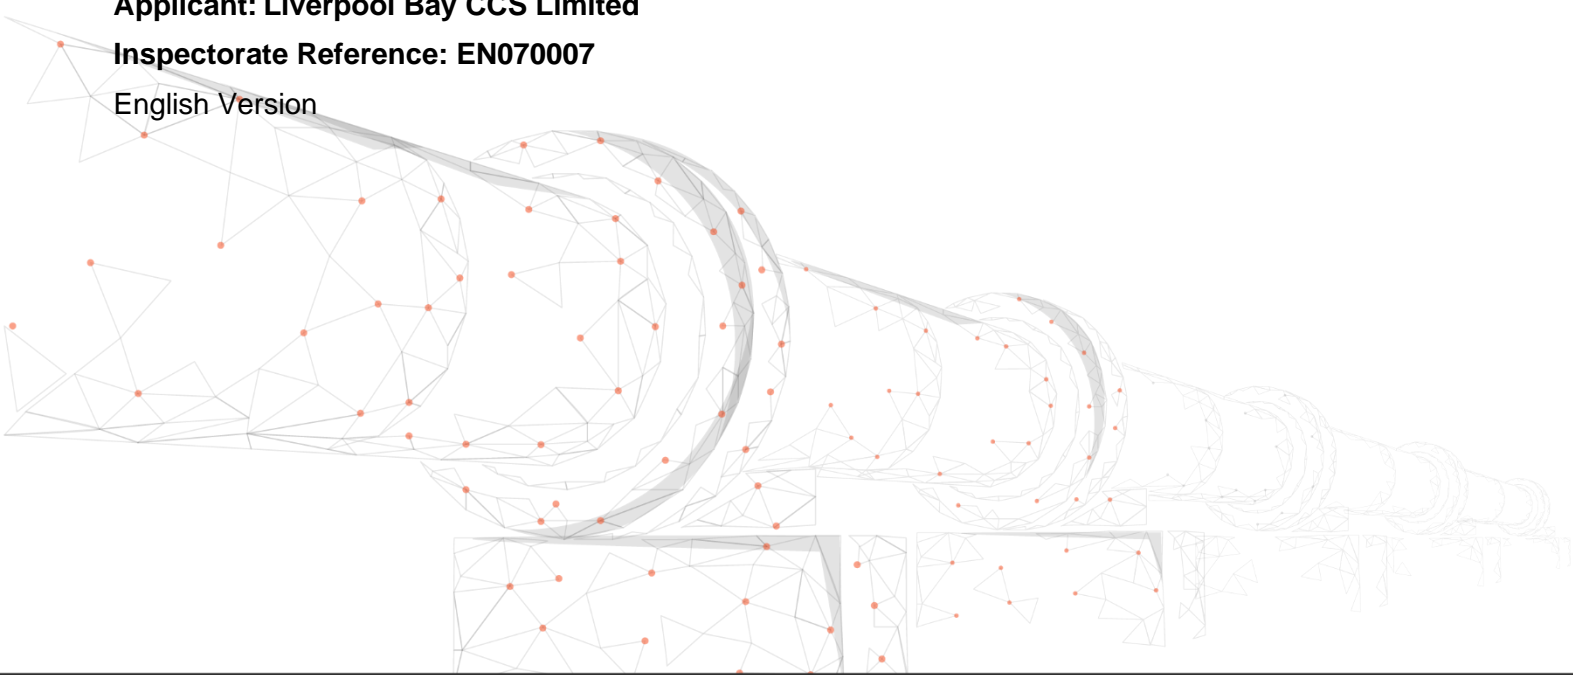 Applicant: Liverpool Bay CCS Limited
Inspectorate Reference: EN070007
English Version